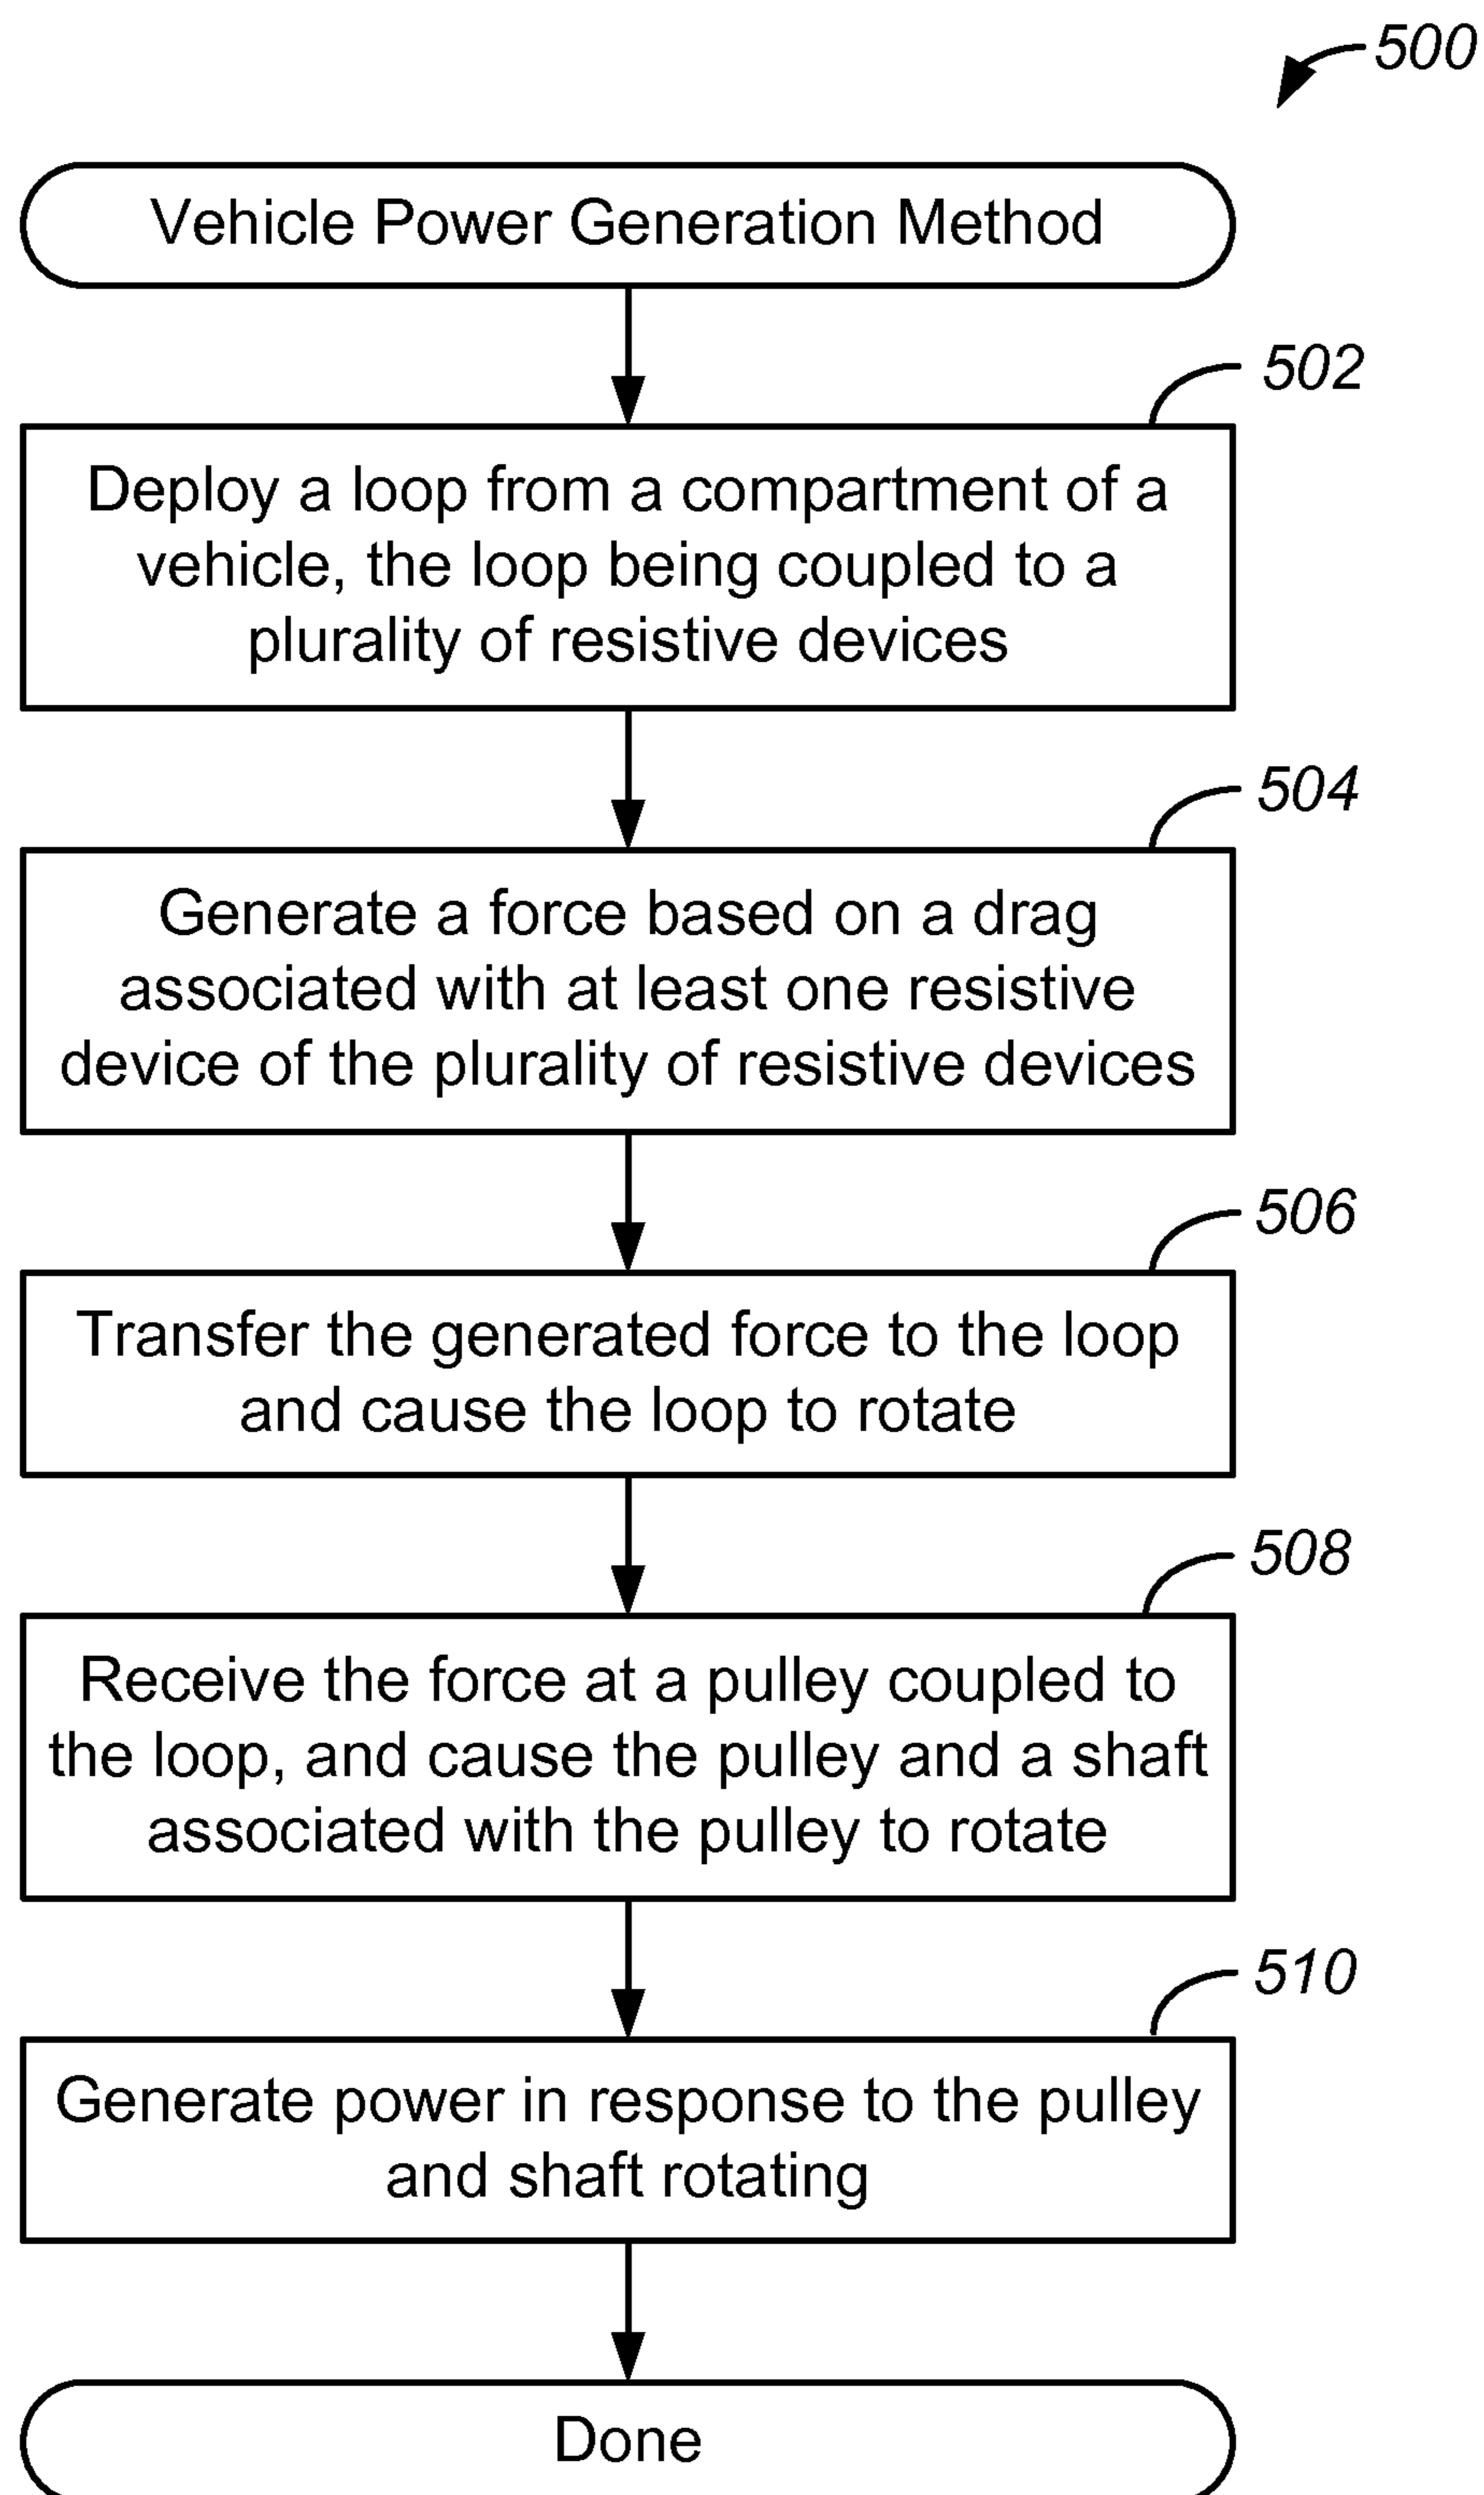 500
Vehicle Power Generation Method
502
Deploy a loop from a compartment of a
vehicle, the loop being coupled to a
plurality of resistive devices
504
Generate a force based on a drag
associated with at least one resistive
device of the plurality of resistive devices
506
Transfer the generated force to the loop
and cause the loop to rotate
508
Receive the force at a pulley coupled to
the loop, and cause the pulley and a shaft
associated with the pulley to rotate
510
Generate power in response to the pulley
and shaft rotating
Done